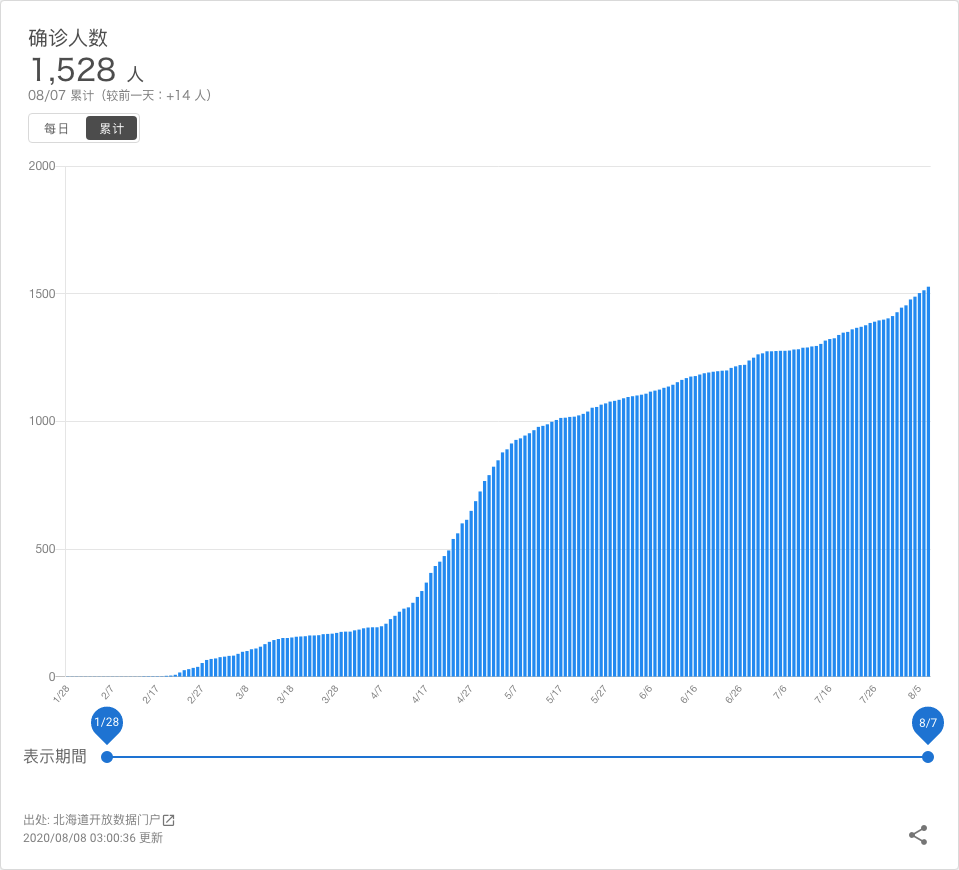 确诊人数
1,528 人
08/07 累计（较前一天：+14 人）
每日 累计
2000
1500
1000
500
0
1/28 2/7 2/17 2/27 3/8 3/18 3/28 4/7 4/17 4/27 5/7 5/17 5/27 6/6 6/16 6/26 7/6 7/16 7/26 8/5
1/28 8/7
表示期間
出处: 北海道开放数据门户
2020/08/08 03:00:36 更新